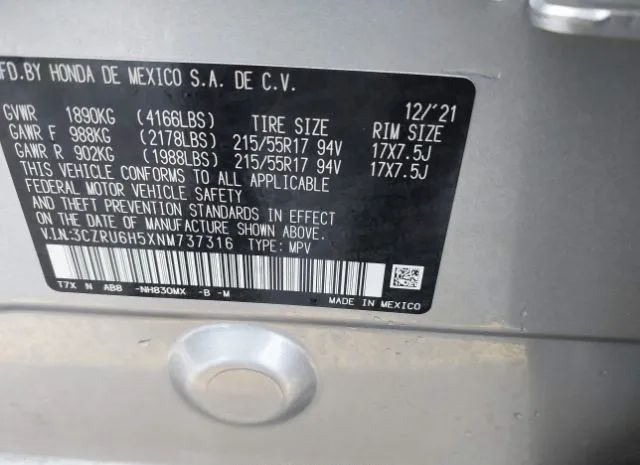 MFD.BY HONDA DE MEXICO S.A. DE C.V.
12/'21
GVWR 1890KG (4166LBS) TIRE SIZE RIM SIZE
GAWR F 988KG (2178LBS) 215/55R17 94V 17X7.5J
GAWR R 902KG (1988LBS) 215/55R17 94V 17X7.5J
THIS VEHICLE CONFORMS TO ALL APPLICABLE
FEDERAL MOTOR VEHICLE SAFETY
AND THEFT PREVENTION STANDARDS IN EFFECT
ON THE DATE OF MANUFACTURE SHOWN ABOVE.
V.I.N:3CZRU6H5XNM737316 TYPE: MPV
T7X N AB8 -NH830MX -B -M
MADE IN MEXICO